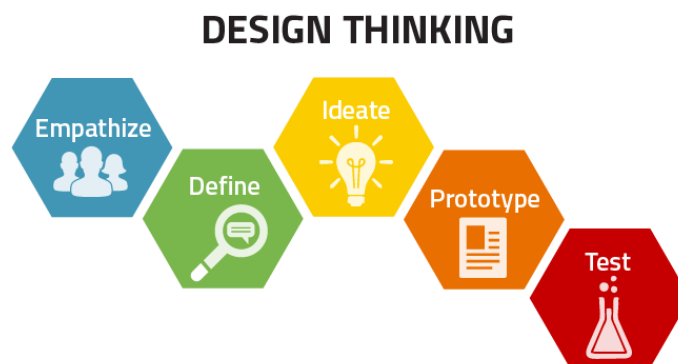 DESIGN THINKING
Empathize
Define
Ideate
Prototype
Test